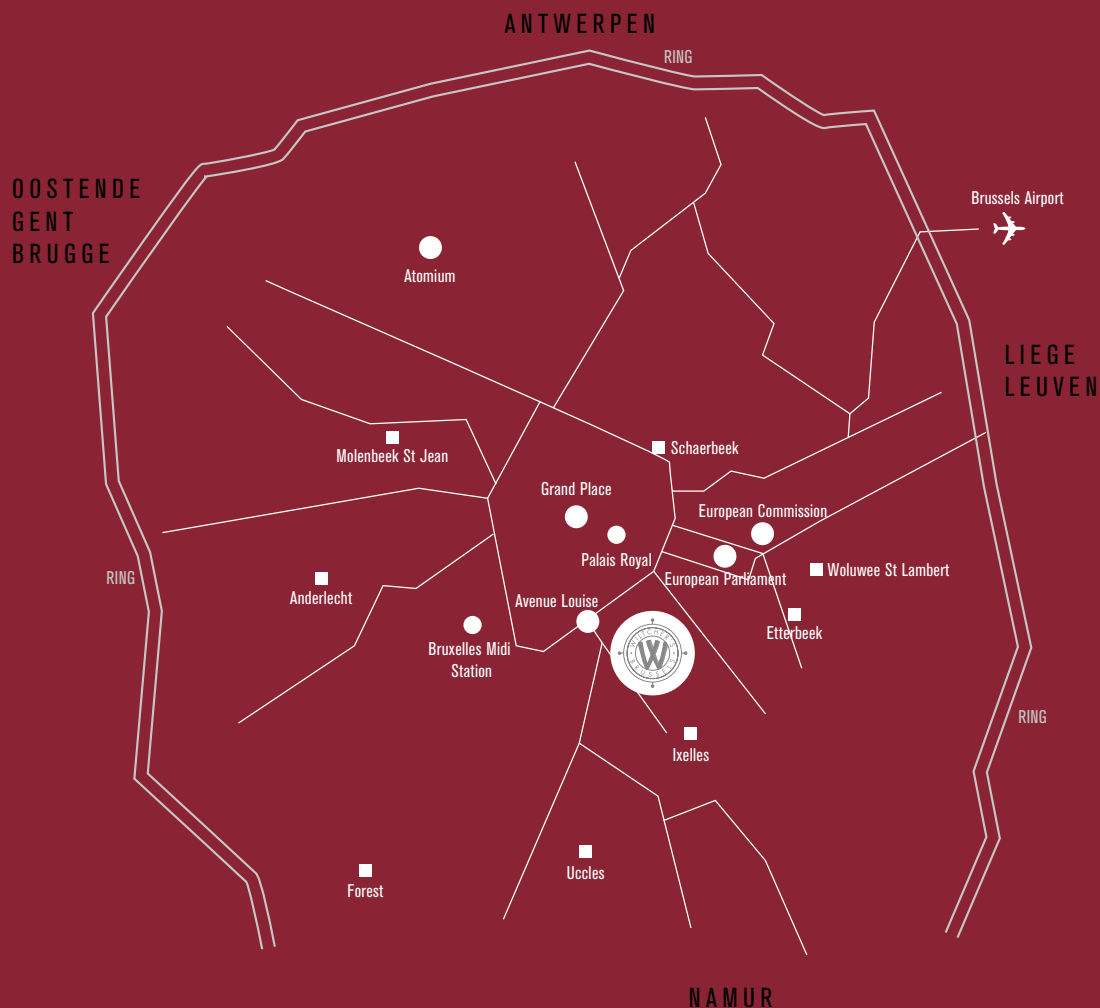 ANTWERPEN
RING
OOSTENDE
GENT
BRUGGE
Brussels Airport
Atomium
LIEGE
LEUVEN
Schaerbeek
Molenbeek St Jean
Grand Place
European Commission
Palais Royal
RING
European Parliament
Woluwee St Lambert
Anderlecht
Avenue Louise
Etterbeek
Bruxelles Midi
Station
WILTCHER'S
W
BRUSSELS
RING
Ixelles
Uccles
Forest
NAMUR